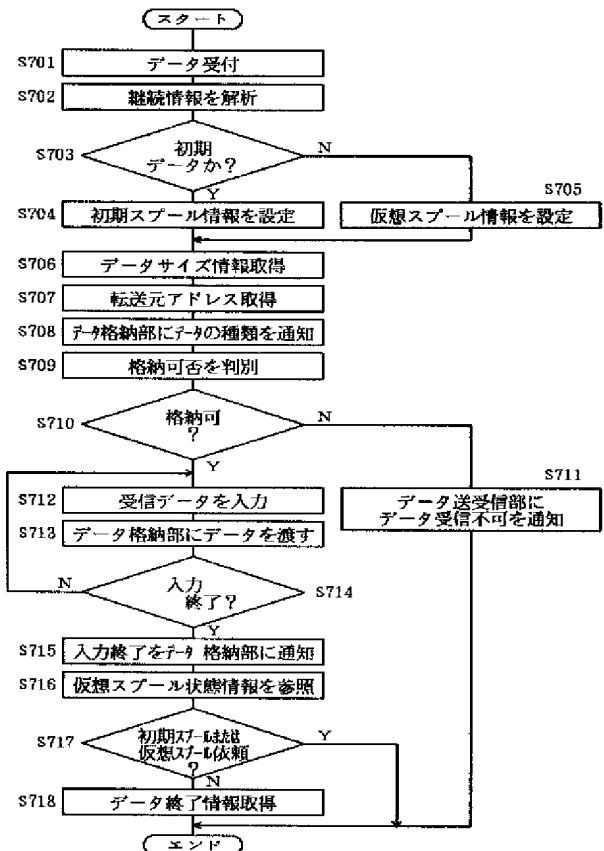 スタート
S701 データ受付
S702 継続情報を解析
S703 初期
データか?
N
Y
S705
S704 初期スプール情報を設定
仮想スプール情報を設定
S706 データサイズ情報取得
S707 転送元アドレス取得
S708 データ格納部にデータの種類を通知
S709 格納可否を判別
S710 格納可
?
N
Y
S711
S712 受信データを入力
データ送受信部に
データ受信不可を通知
S713 データ格納部にデータを渡す
N
入力
終了?
S714
Y
S715 入力終了をデータ格納部に通知
S716 仮想スプール状態情報を参照
S717 初期スプールまたは
仮想スプール依頼
?
Y
N
S718 データ終了情報取得
エンド